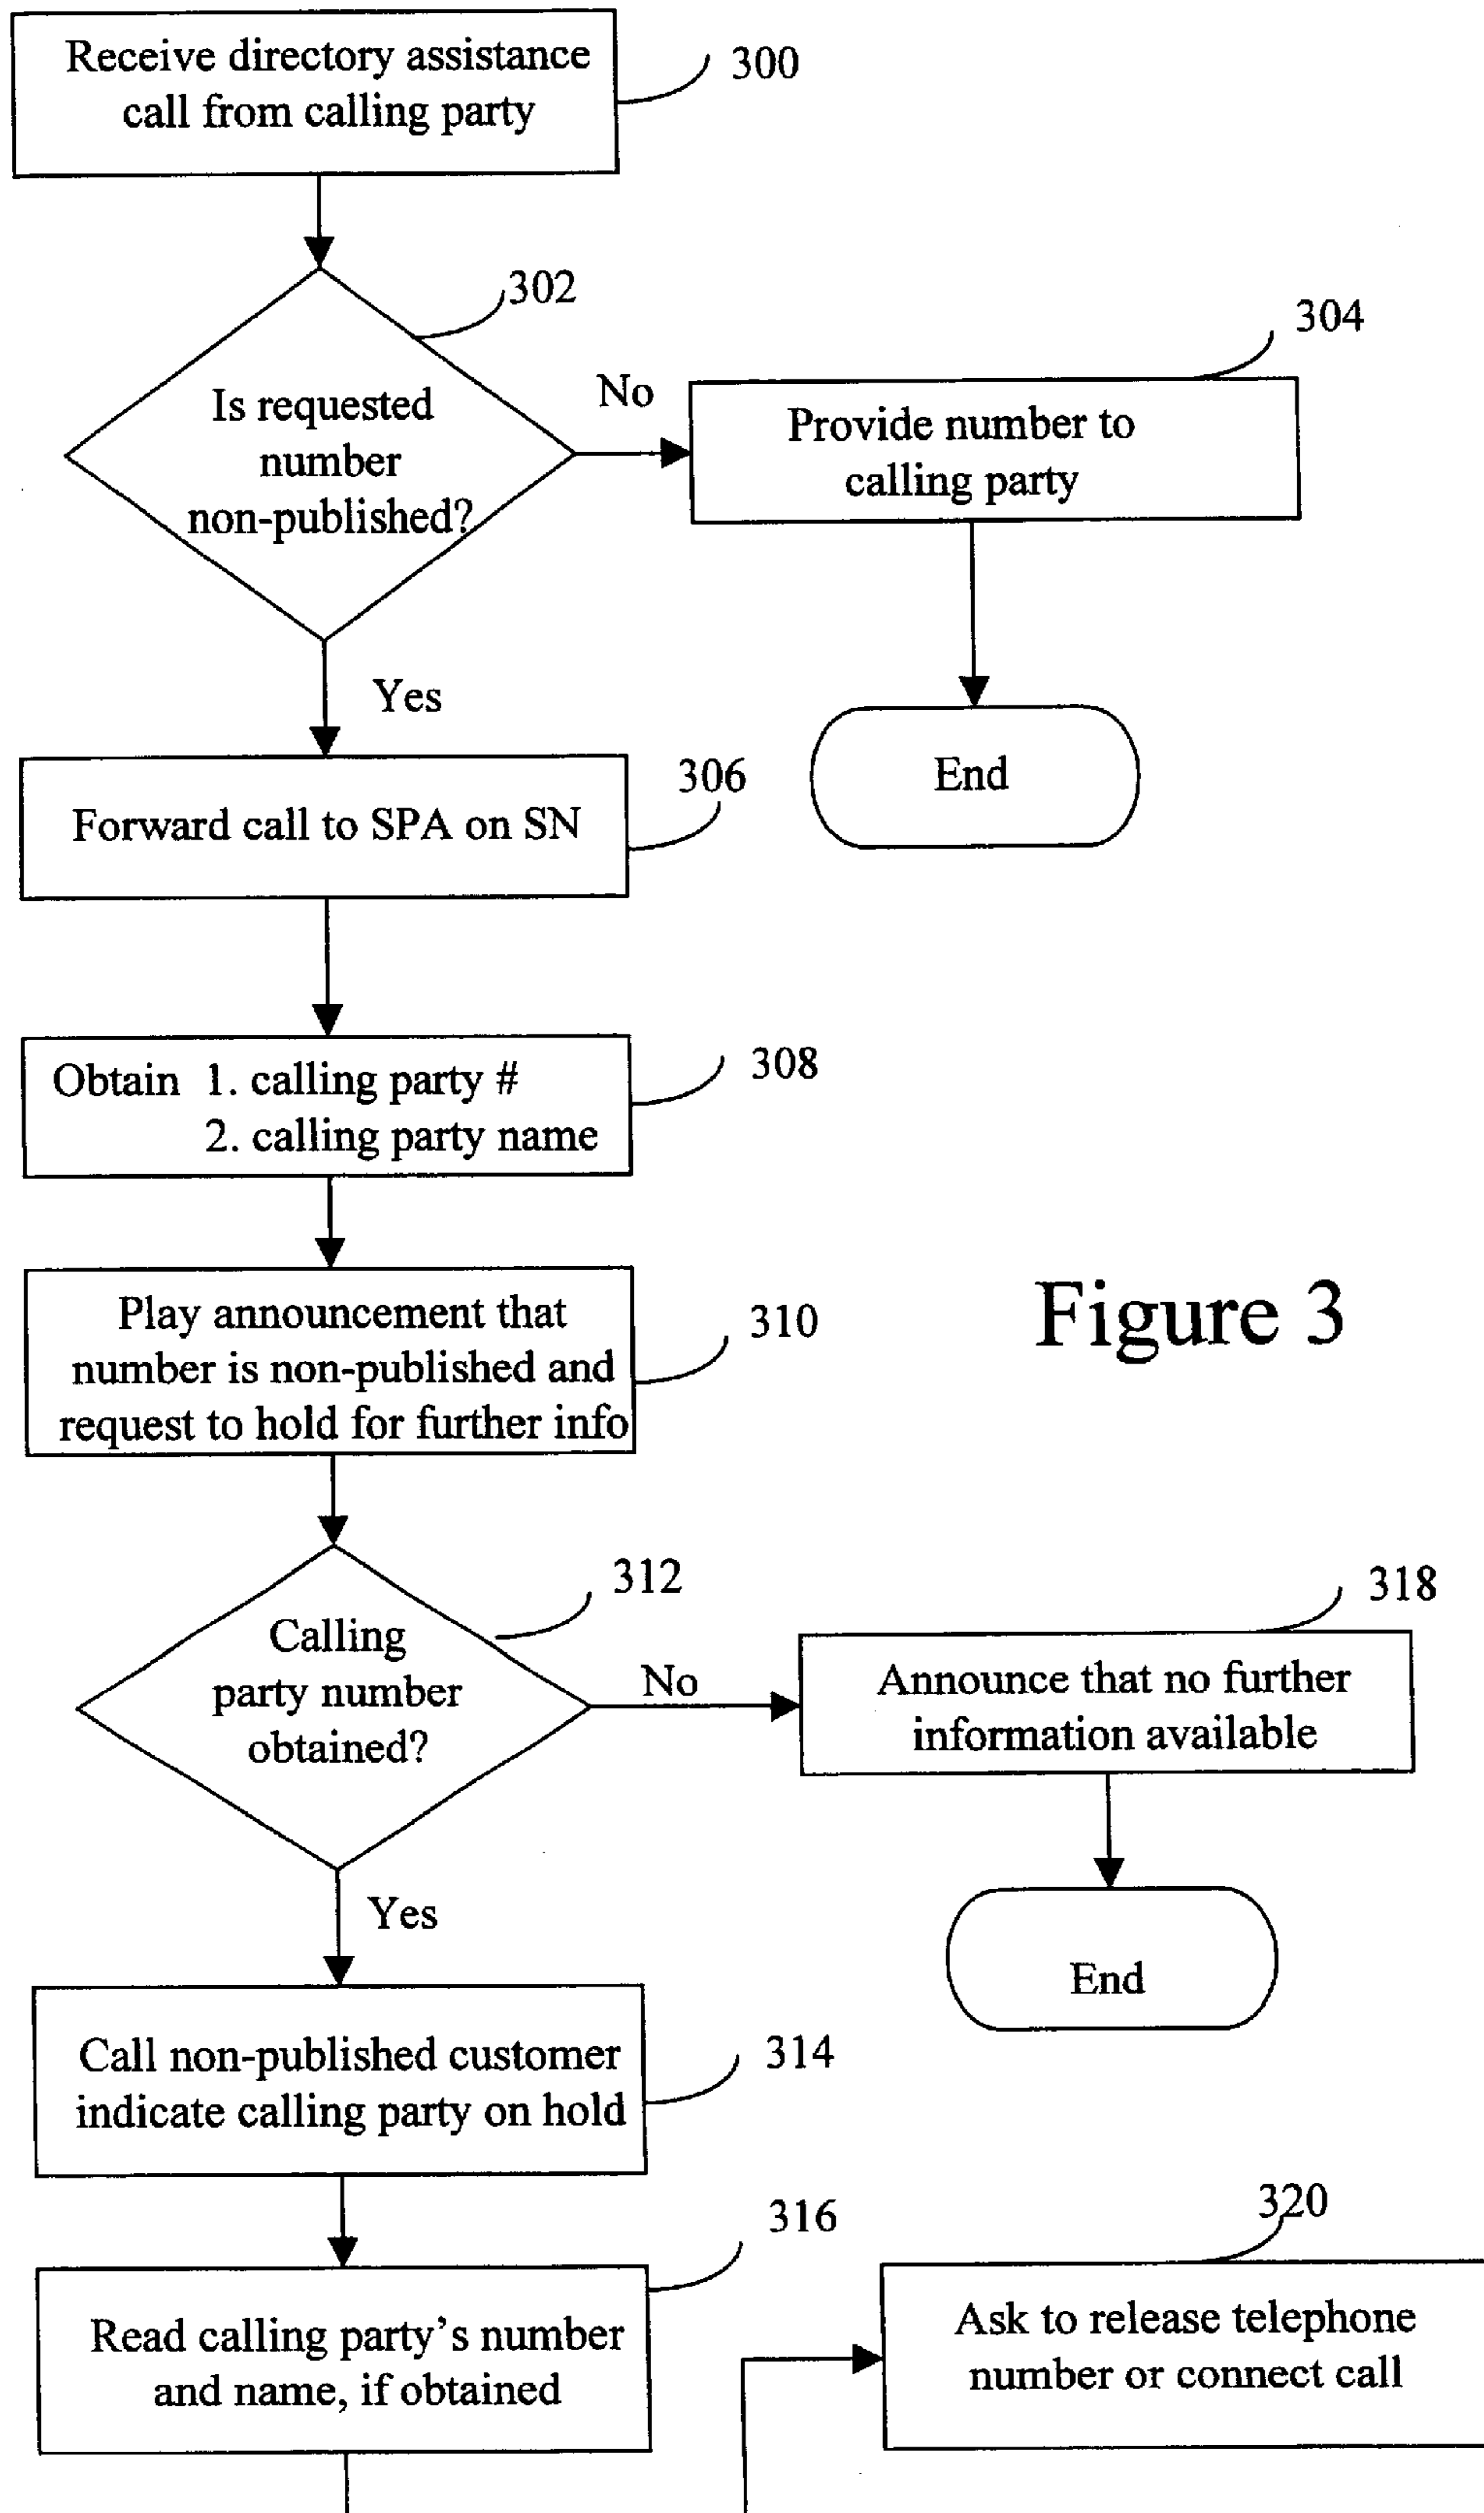 Receive directory assistance
call from calling party
300
302
Is requested
number
non-published?
No
304
Provide number to
calling party
Yes
End
306
Forward call to SPA on SN
308
Obtain 1. calling party #
2. calling party name
310
Play announcement that
number is non-published and
request to hold for further info
Figure 3
312
Calling
party number
obtained?
No
318
Announce that no further
information available
Yes
End
314
Call non-published customer
indicate calling party on hold
316
Read calling party's number
and name, if obtained
320
Ask to release telephone
number or connect call